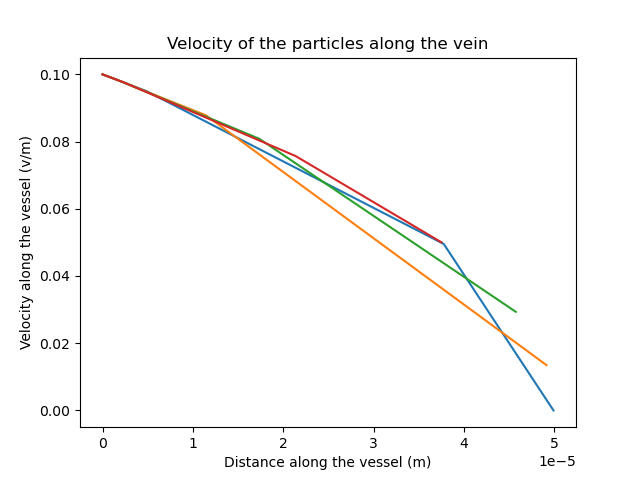 Velocity of the particles along the vein
Velocity along the vessel (v/m)
0.10
0.08
0.06
0.04
0.02
0.00
0 1 2 3 4 5
1e−5
Distance along the vessel (m)